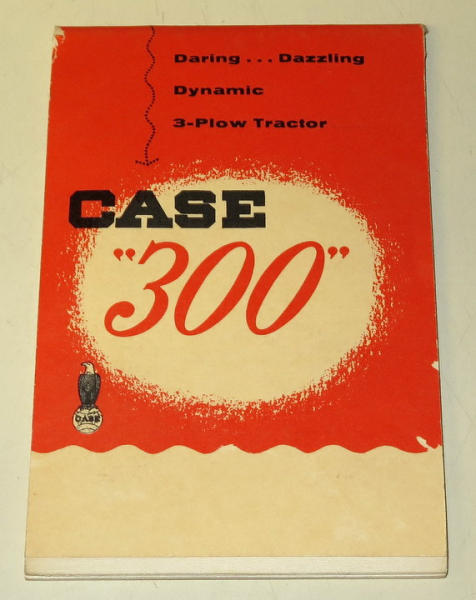 Daring ... Dazzling
Dynamic
3-Plow Tractor
CASE
"300"
CASE